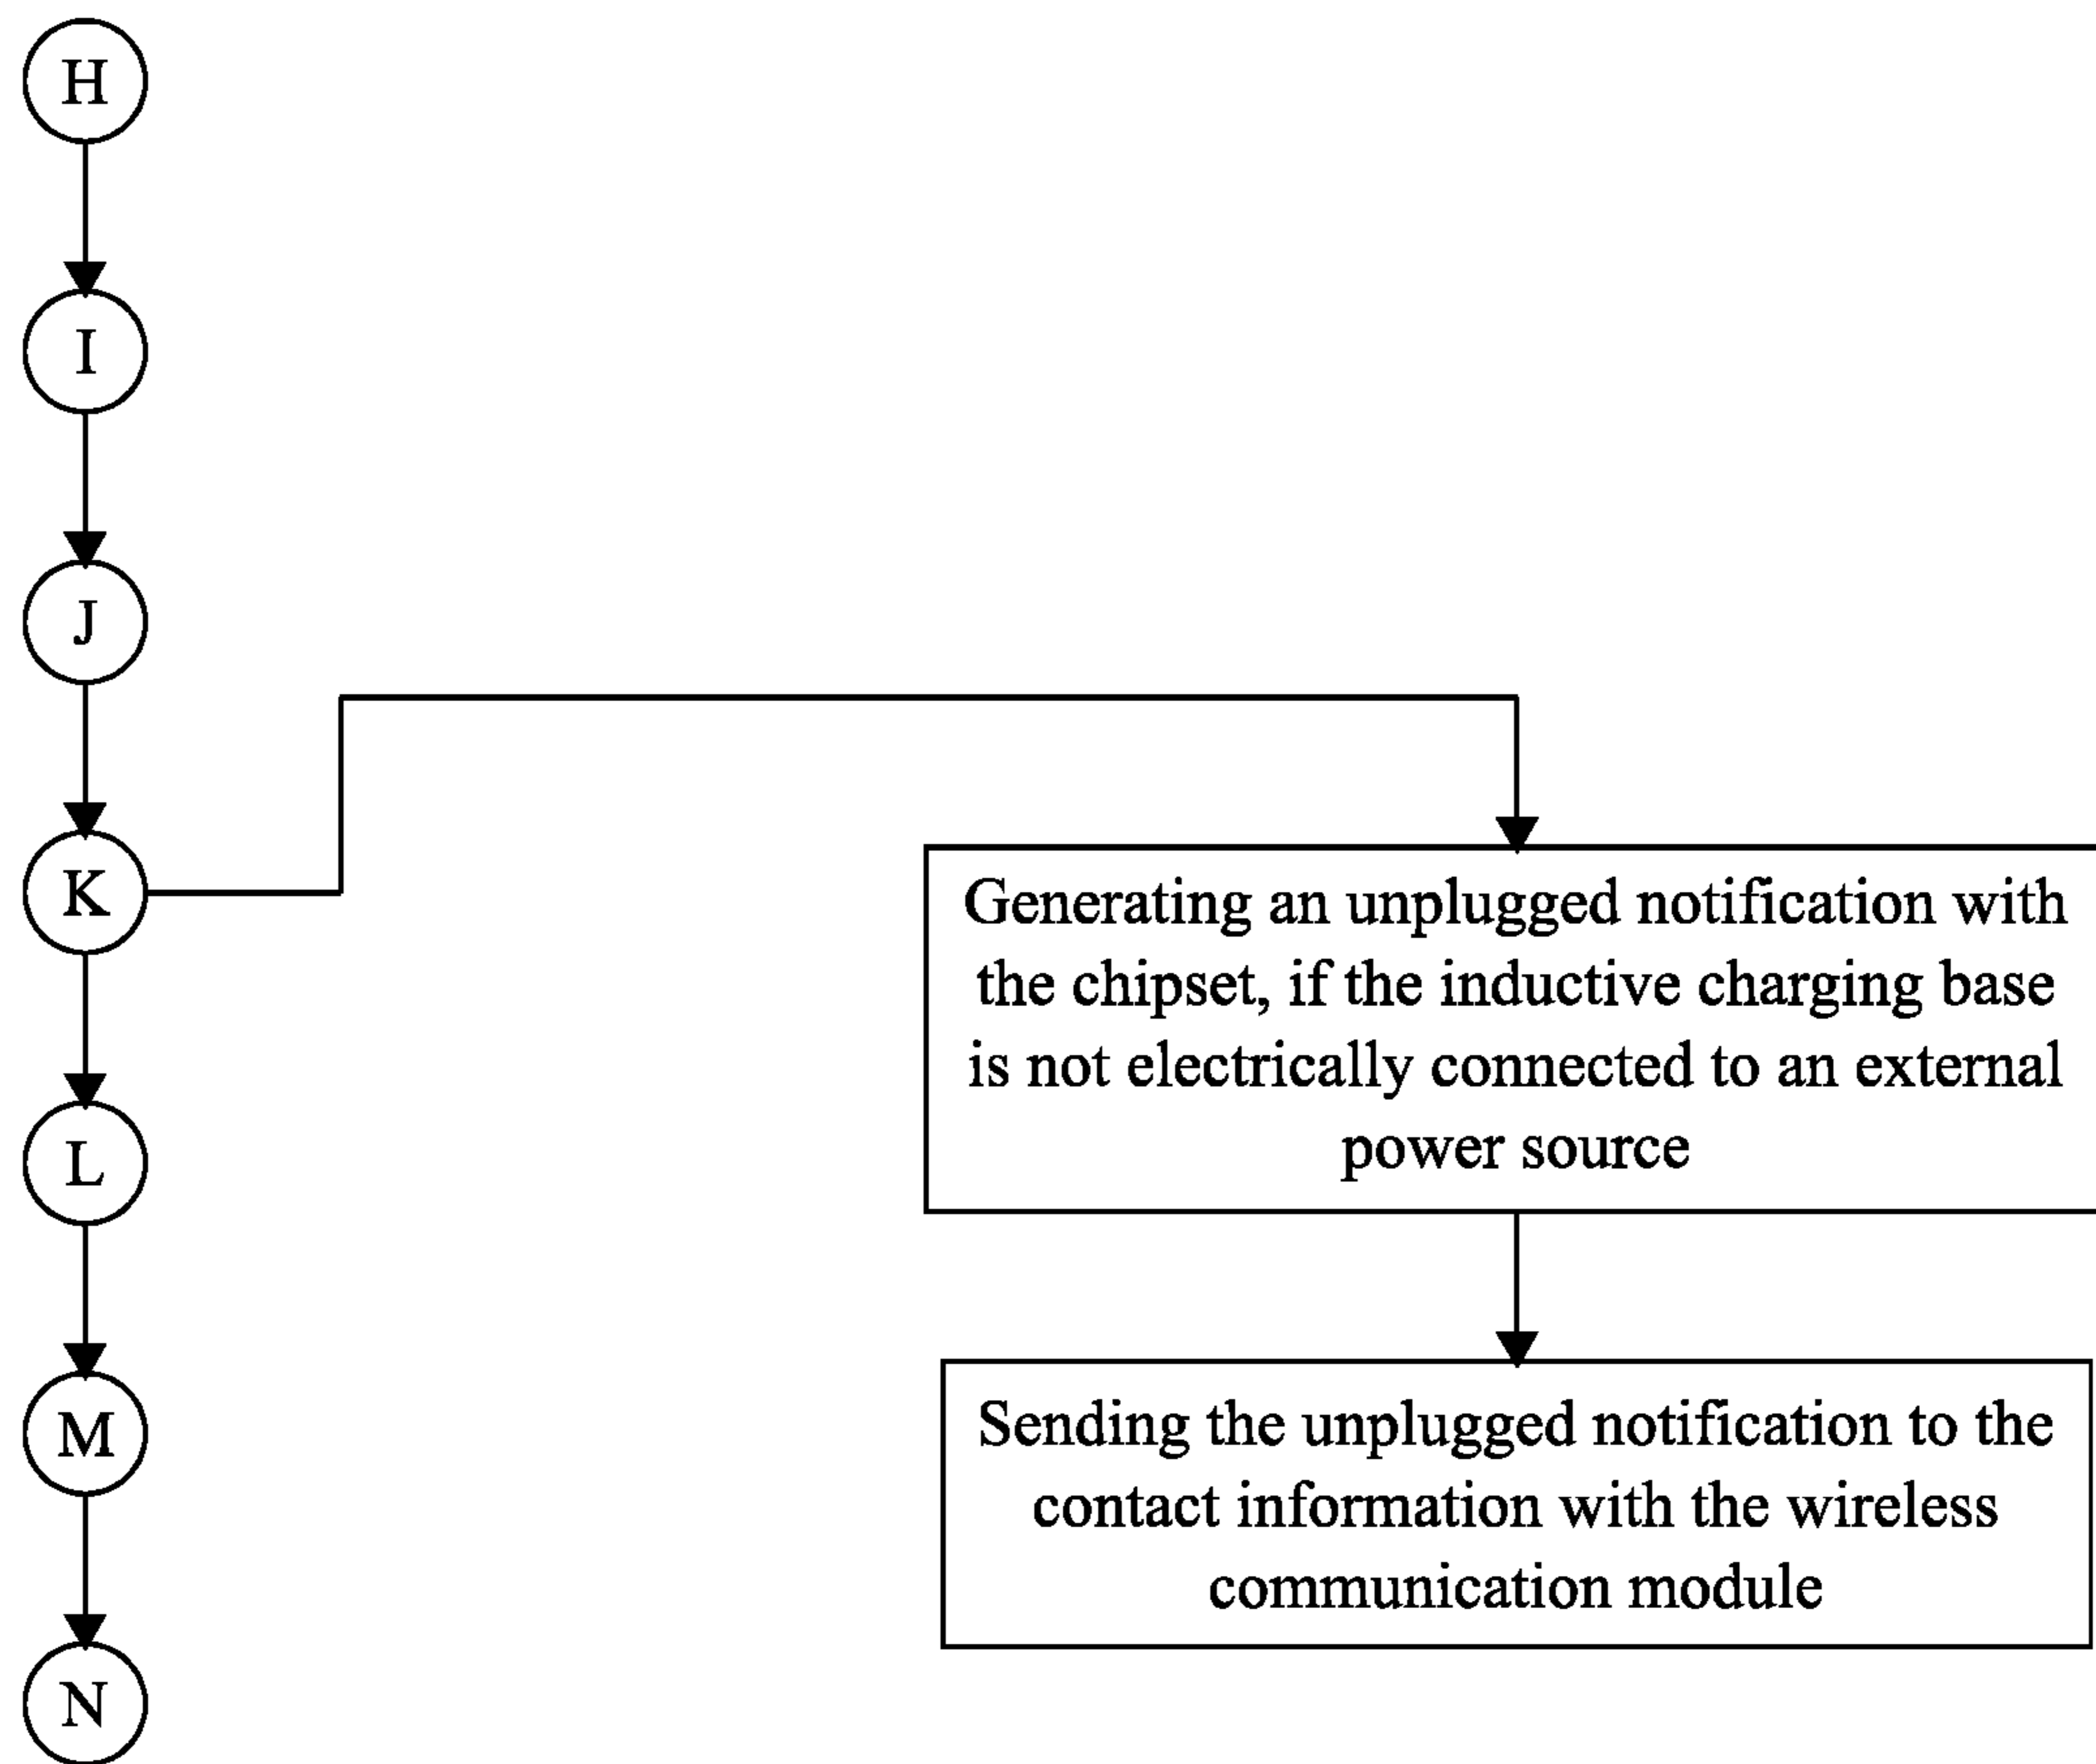 H
I
J
K
Generating an unplugged notification with
the chipset, if the inductive charging base
is not electrically connected to an external
power source
L
Sending the unplugged notification to the
contact information with the wireless
communication module
M
N